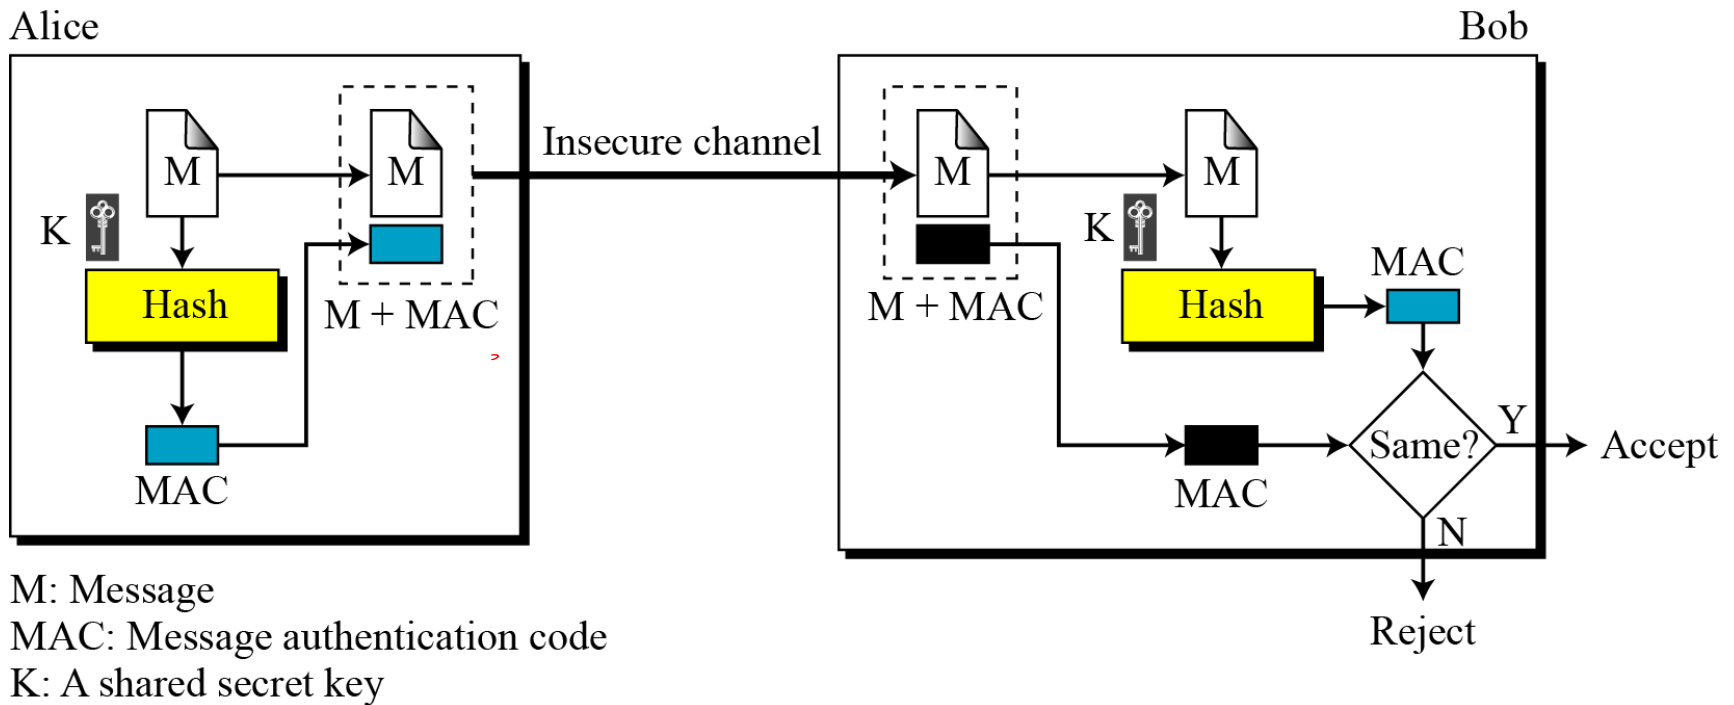 Alice
Bob
M
M
Insecure channel
M
M
K
K
Hash
M + MAC
M + MAC
Hash
MAC
MAC
MAC
Same?
Y
Accept
N
Reject
M: Message
MAC: Message authentication code
K: A shared secret key